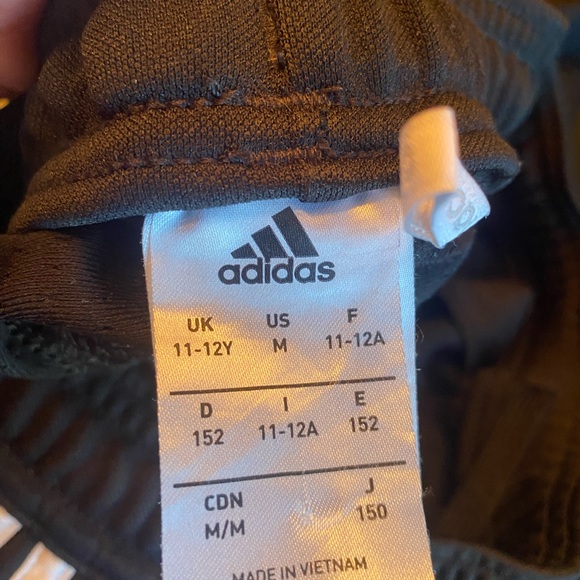 adidas
UK US F
11-12Y M 11-12A
D I E
152 11-12A 152
CDN J
M/M 150
MADE IN VIETNAM